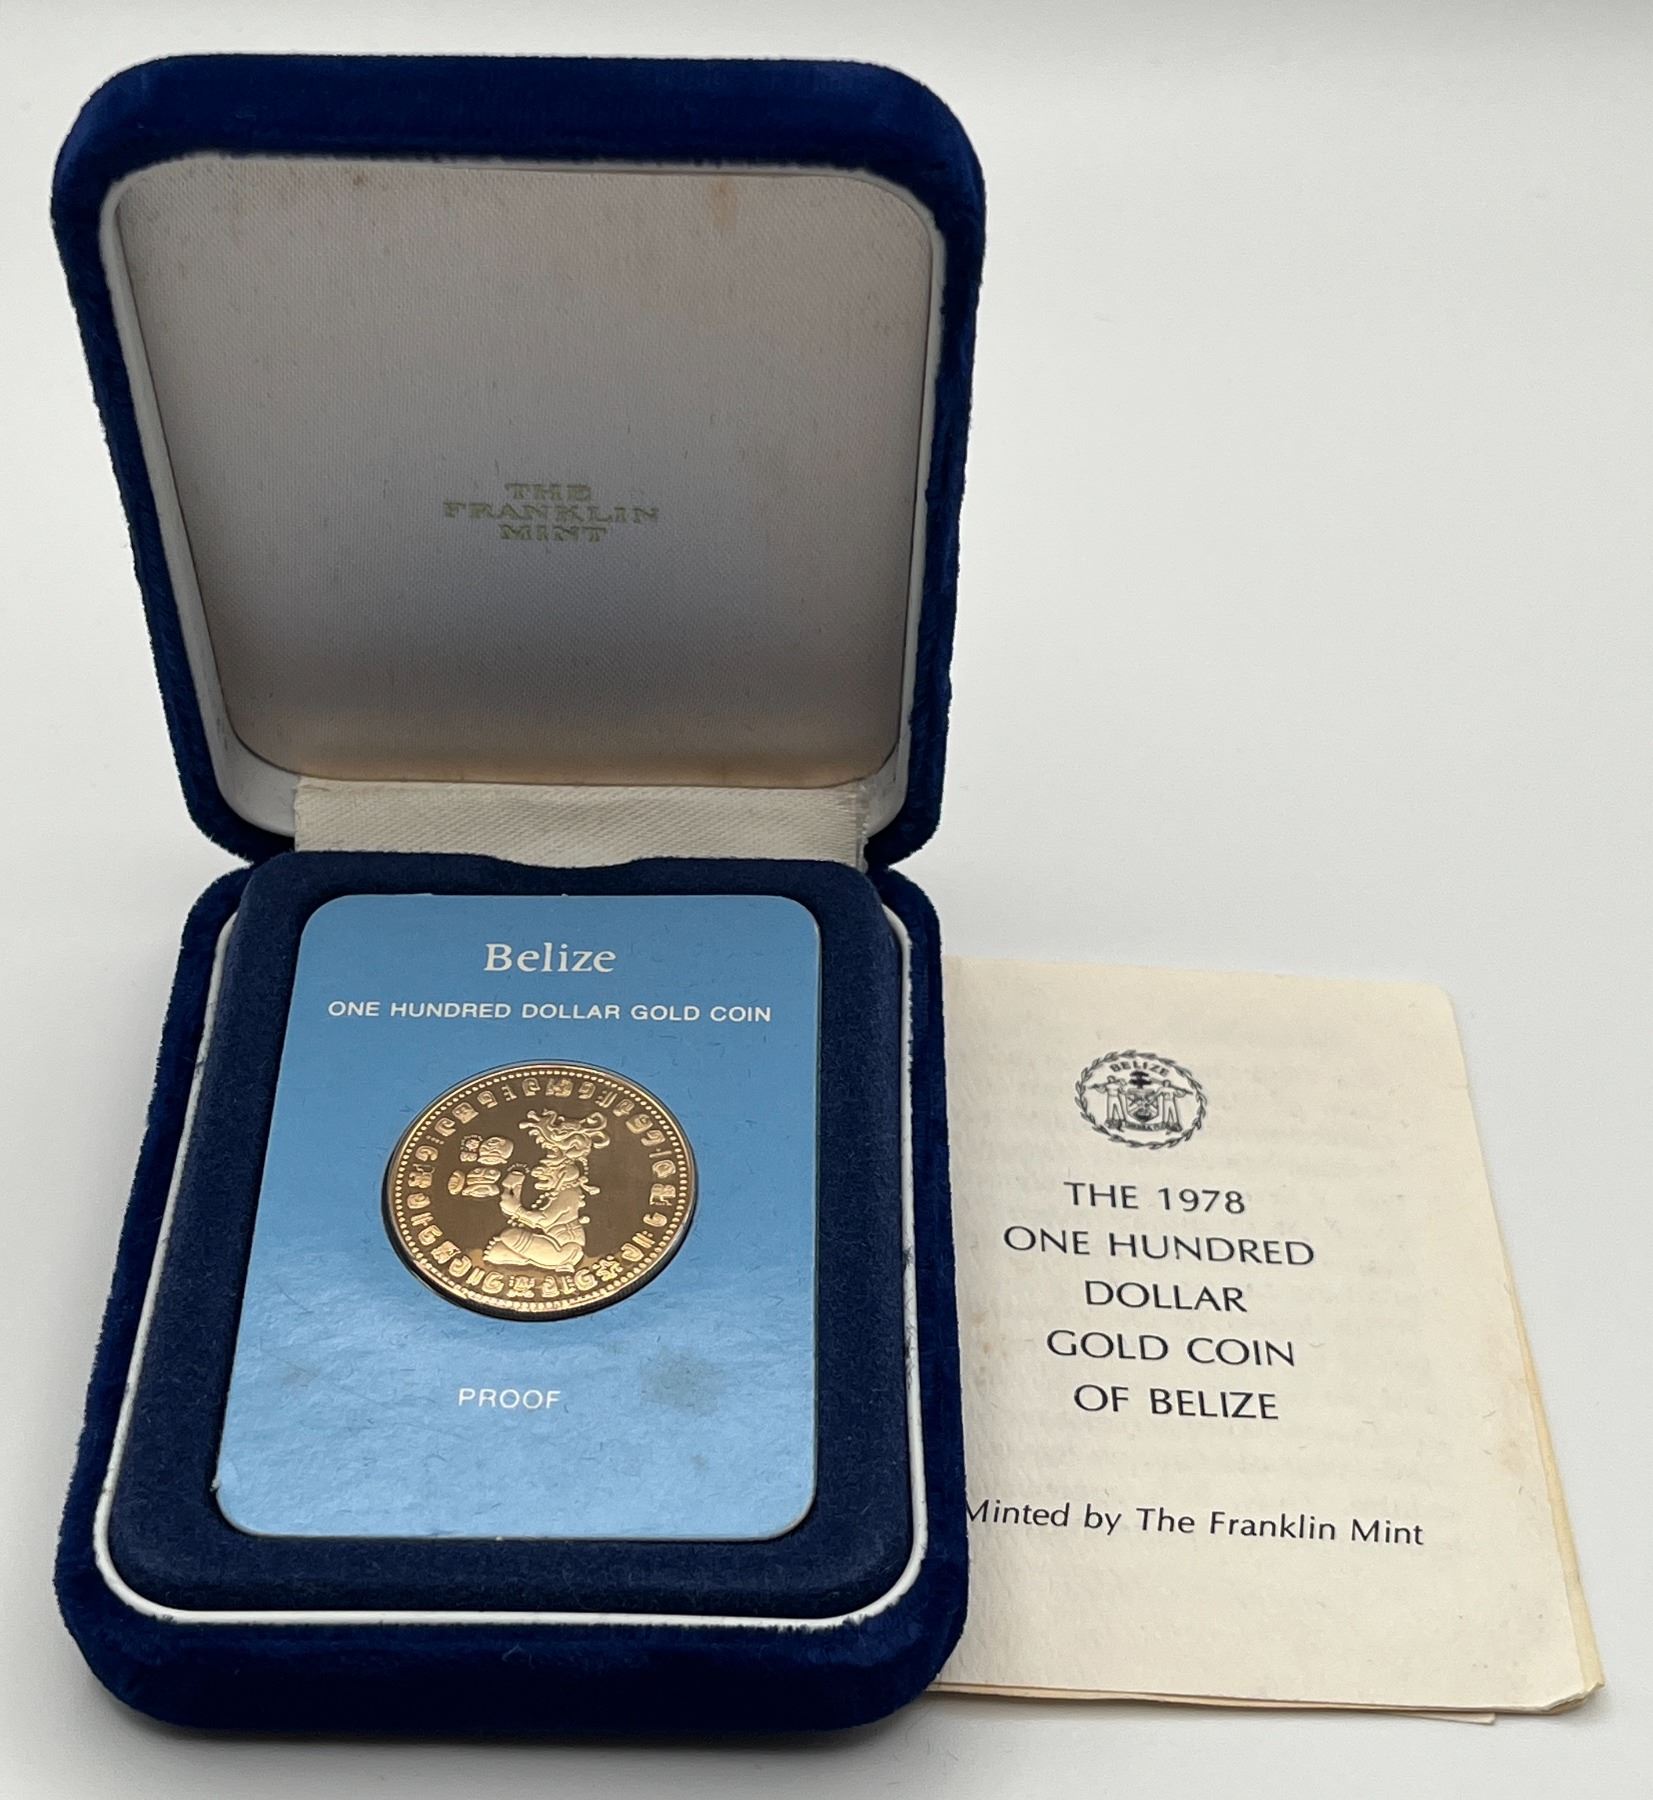 THE
FRANKLIN
MINT
Belize
ONE HUNDRED DOLLAR GOLD COIN
PROOF
BELIZE
THE 1978
ONE HUNDRED
DOLLAR
GOLD COIN
OF BELIZE
Minted by The Franklin Mint